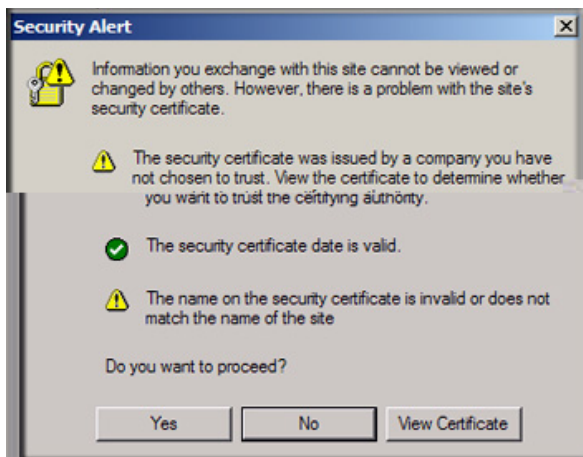 Security Alert
Information you exchange with this site cannot be viewed or
changed by others. However, there is a problem with the site's
security certificate.
The security certificate was issued by a company you have
not chosen to trust. View the certificate to determine whether
you want to trust the certifying authority.
The security certificate date is valid.
The name on the security certificate is invalid or does not
match the name of the site
Do you want to proceed?
Yes
No
View Certificate